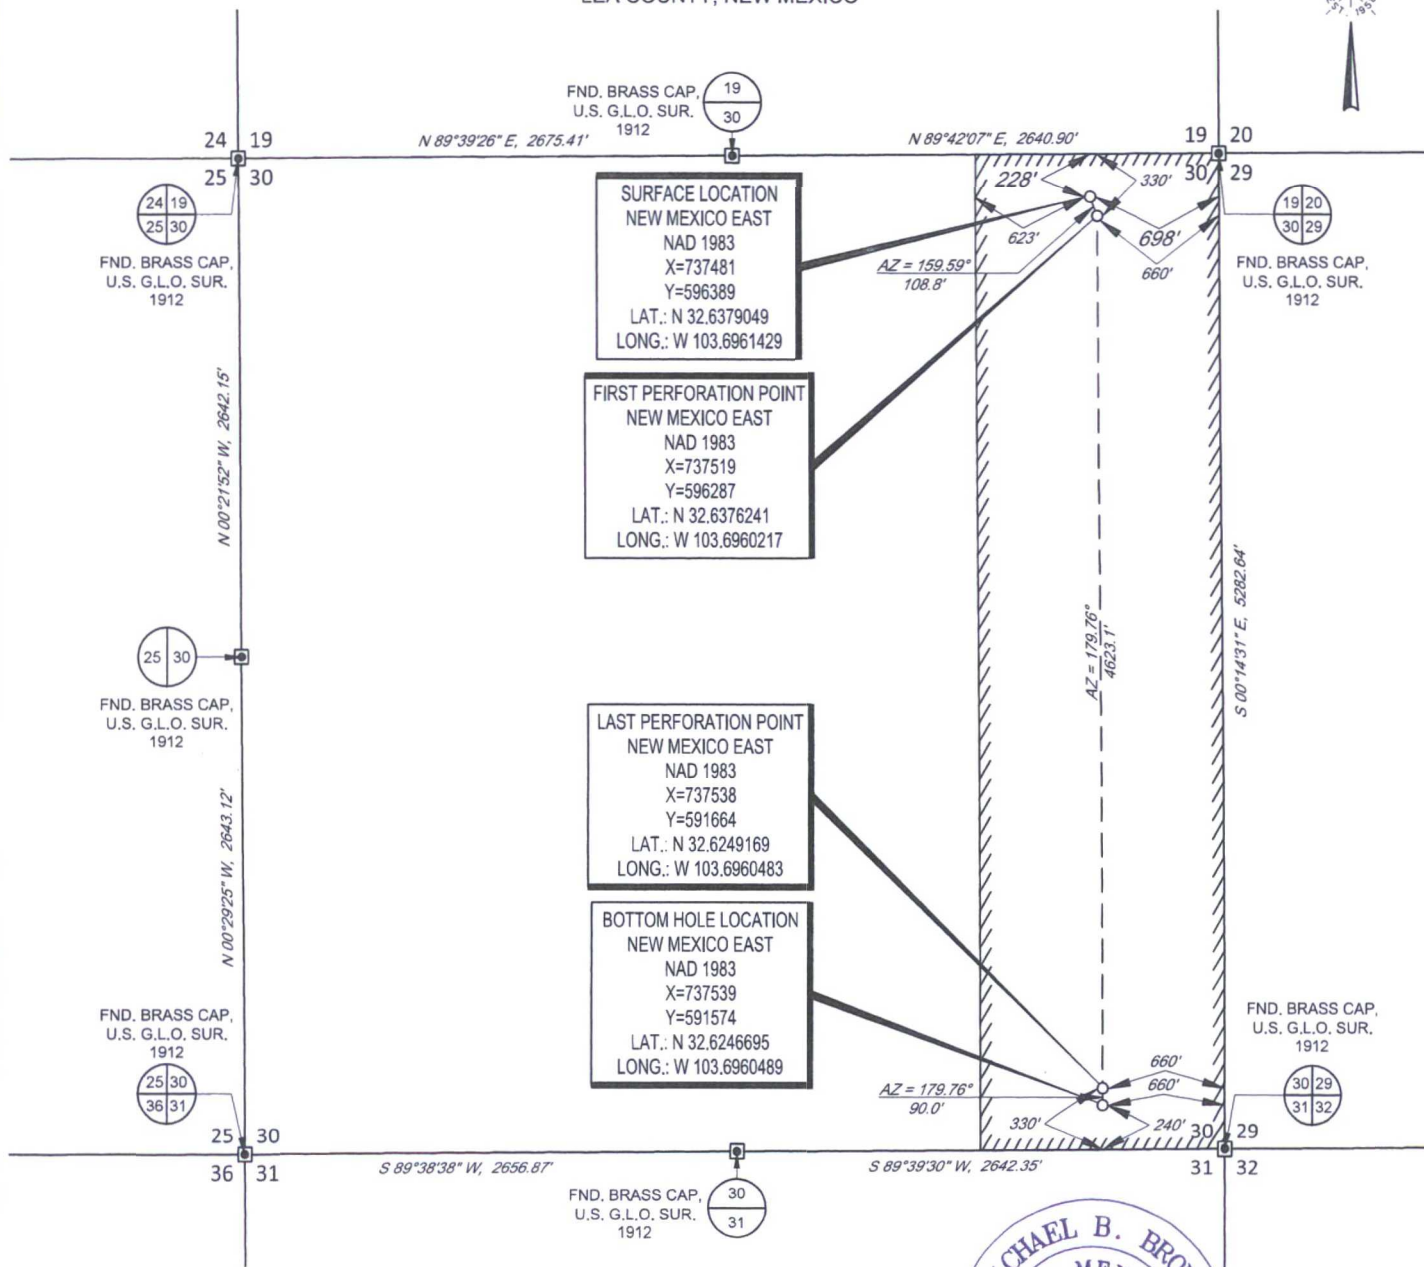 FND. BRASS CAP,
U.S. G.L.O. SUR.
1912
19
30
24 19
25 30
N 89°39'26" E, 2675.41'
N 89°42'07" E, 2640.90'
19 20
30 29
24 19
25 30
FND. BRASS CAP,
U.S. G.L.O. SUR.
1912
SURFACE LOCATION
NEW MEXICO EAST
NAD 1983
X=737481
Y=596389
LAT.: N 32.6379049
LONG.: W 103.6961429
228'
330'
623'
698'
660'
AZ = 159.59°
108.8'
19 20
30 29
FND. BRASS CAP,
U.S. G.L.O. SUR.
1912
FIRST PERFORATION POINT
NEW MEXICO EAST
NAD 1983
X=737519
Y=596287
LAT.: N 32.6376241
LONG.: W 103.6960217
N 00°21'52" W, 2642.15'
25 30
FND. BRASS CAP,
U.S. G.L.O. SUR.
1912
AZ = 179.76°
4623.1'
S 00°14'31" E, 5282.64'
LAST PERFORATION POINT
NEW MEXICO EAST
NAD 1983
X=737538
Y=591664
LAT.: N 32.6249169
LONG.: W 103.6960483
N 00°29'25" W, 2643.12'
BOTTOM HOLE LOCATION
NEW MEXICO EAST
NAD 1983
X=737539
Y=591574
LAT.: N 32.6246695
LONG.: W 103.6960489
FND. BRASS CAP,
U.S. G.L.O. SUR.
1912
25 30
36 31
AZ = 179.76°
90.0'
660'
660'
330'
240'
FND. BRASS CAP,
U.S. G.L.O. SUR.
1912
30 29
31 32
25 30
36 31
30 29
31 32
S 89°38'38" W, 2656.87'
S 89°39'30" W, 2642.35'
FND. BRASS CAP,
U.S. G.L.O. SUR.
1912
30
31
B.